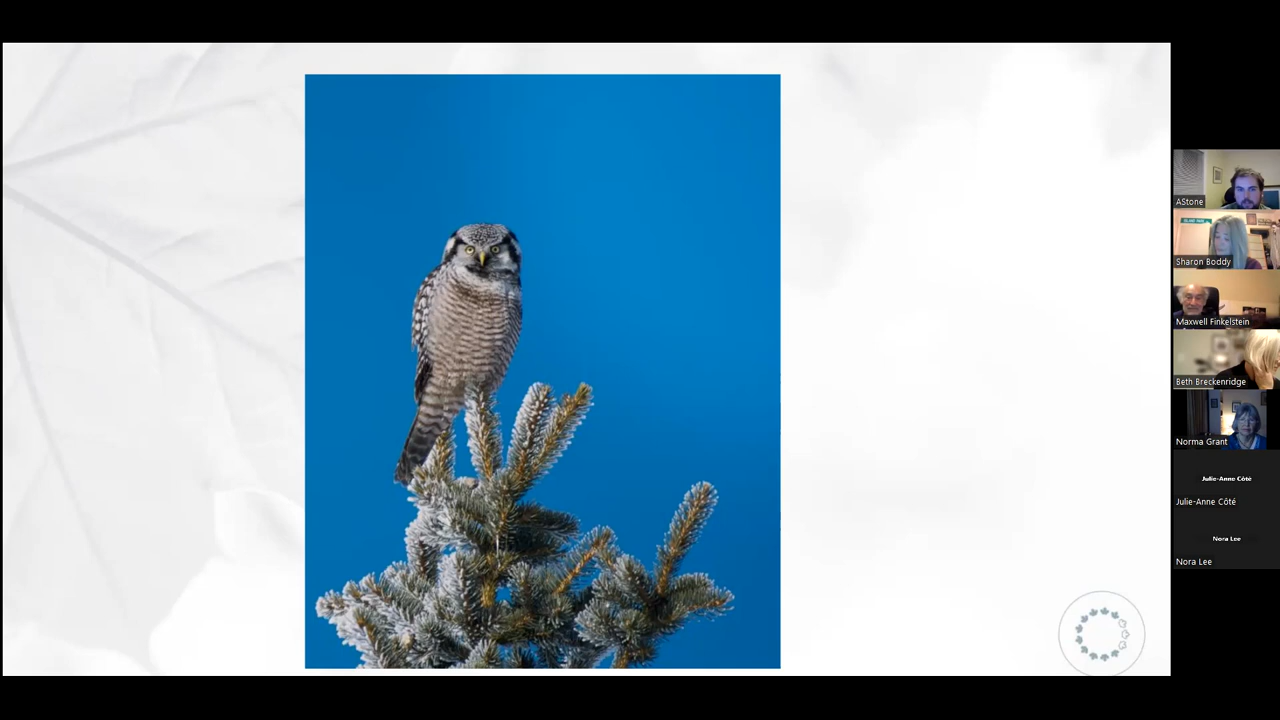 AStone
Sharon Boddy
Maxwell Finkelstein
Beth Breckenridge
Norma Grant
Julie-Anne Côté
Julie-Anne Côté
Nora Lee
Nora Lee